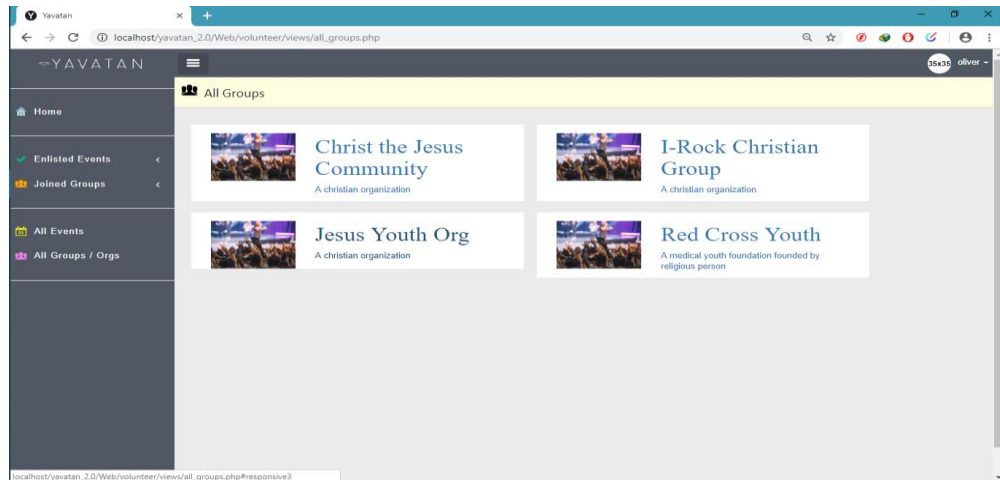 Yavatan
localhost/yavatan_2.0/Web/volunteer/views/all_groups.php
YAVATAN
35x35 oliver
All Groups
Home
Enlisted Events
Joined Groups
All Events
All Groups / Orgs
Christ the Jesus
Community
A christian organization
I-Rock Christian
Group
A christian organization
Jesus Youth Org
A christian organization
Red Cross Youth
A medical youth foundation founded by
religious person
localhost/yavatan_2.0/Web/volunteer/views/all_groups.php#responsive3